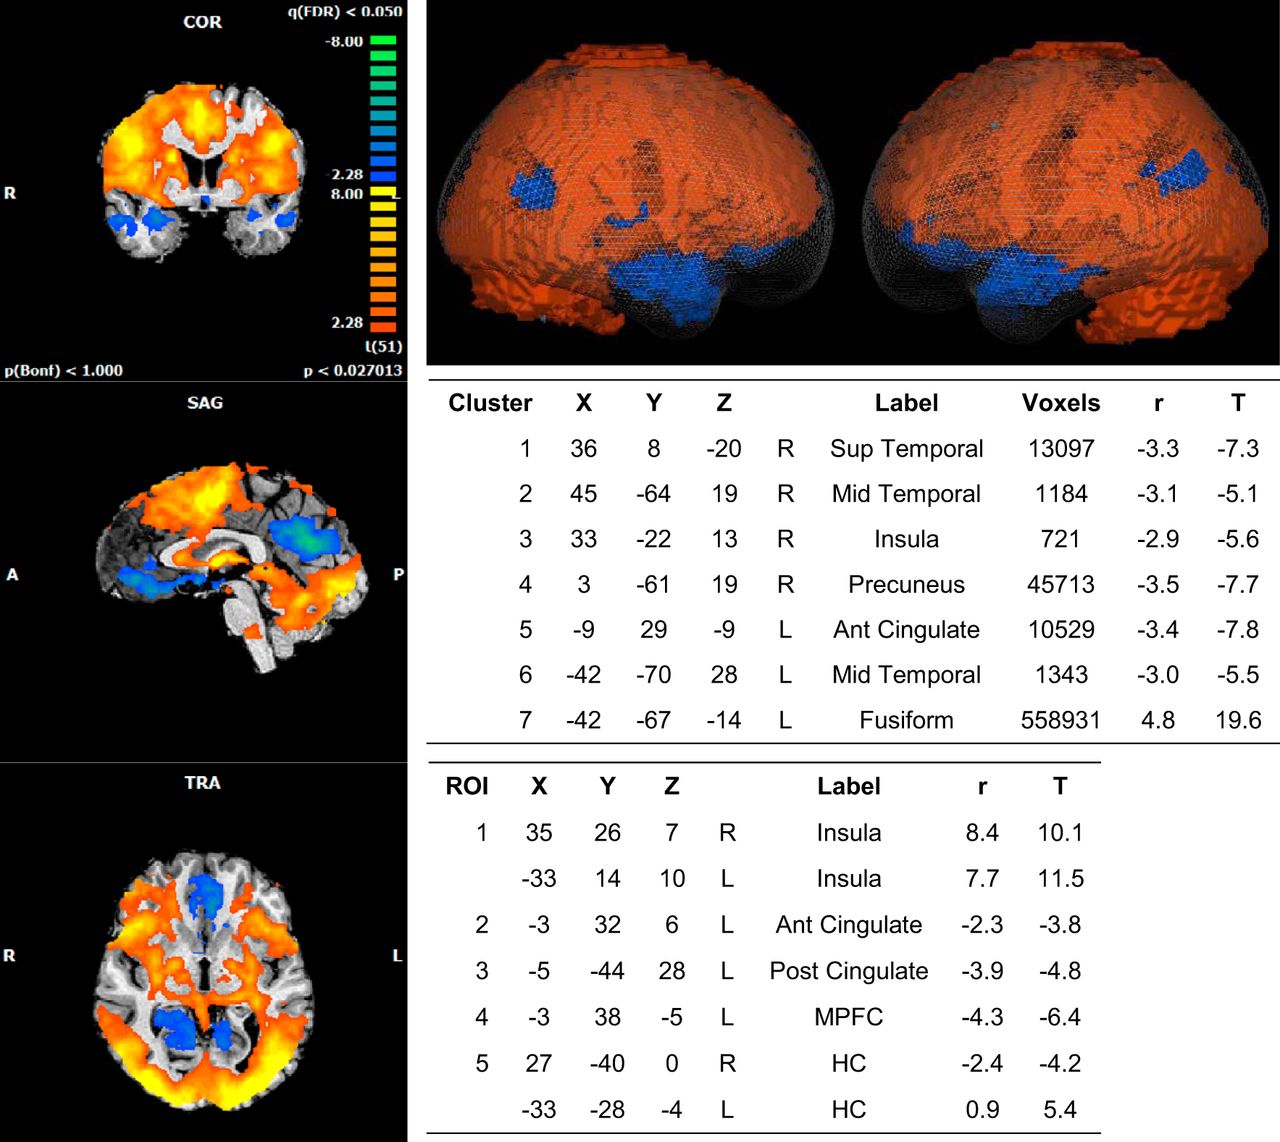 COR
q(FDR) < 0.050
-8.00
-2.28
8.00
R
L
2.28
t(51)
p(Bonf) < 1.000
p < 0.027013
SAG
A
P
TRA
R
L
Cluster X Y Z Label Voxels r T
1 36 8 -20 R Sup Temporal 13097 -3.3 -7.3
2 45 -64 19 R Mid Temporal 1184 -3.1 -5.1
3 33 -22 13 R Insula 721 -2.9 -5.6
4 3 -61 19 R Precuneus 45713 -3.5 -7.7
5 -9 29 -9 L Ant Cingulate 10529 -3.4 -7.8
6 -42 -70 28 L Mid Temporal 1343 -3.0 -5.5
7 -42 -67 -14 L Fusiform 558931 4.8 19.6
ROI X Y Z Label r T
1 35 26 7 R Insula 8.4 10.1
-33 14 10 L Insula 7.7 11.5
2 -3 32 6 L Ant Cingulate -2.3 -3.8
3 -5 -44 28 L Post Cingulate -3.9 -4.8
4 -3 38 -5 L MPFC -4.3 -6.4
5 27 -40 0 R HC -2.4 -4.2
-33 -28 -4 L HC 0.9 5.4